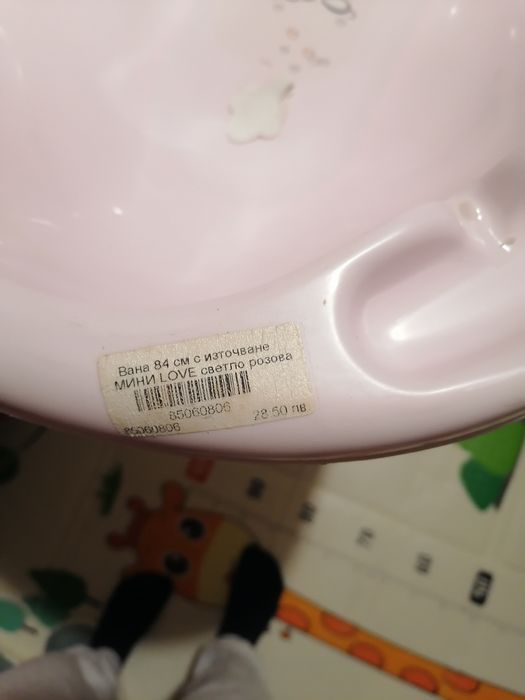 Вана 84 см с източване
МИНИ LOVE светло розова
85060806
85060806 28 50 лв